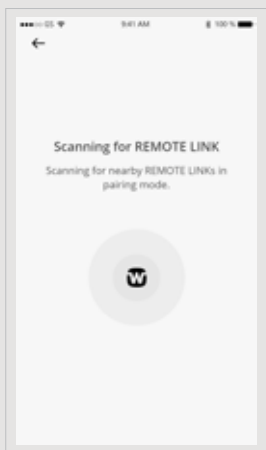 9:41 AM
100 %
Scanning for REMOTE LINK
Scanning for nearby REMOTE LINKs in
pairing mode.
W